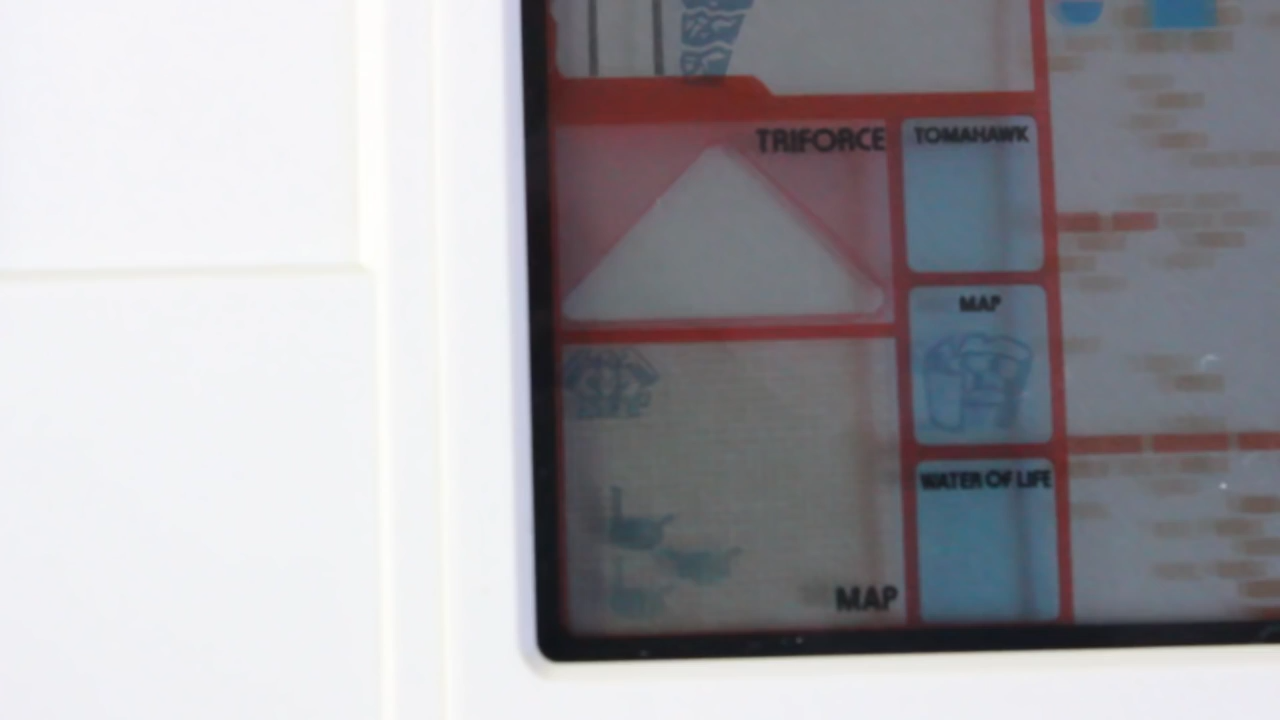 TRIFORCE
TOMAHAWK
MAP
WATER OF LIFE
MAP